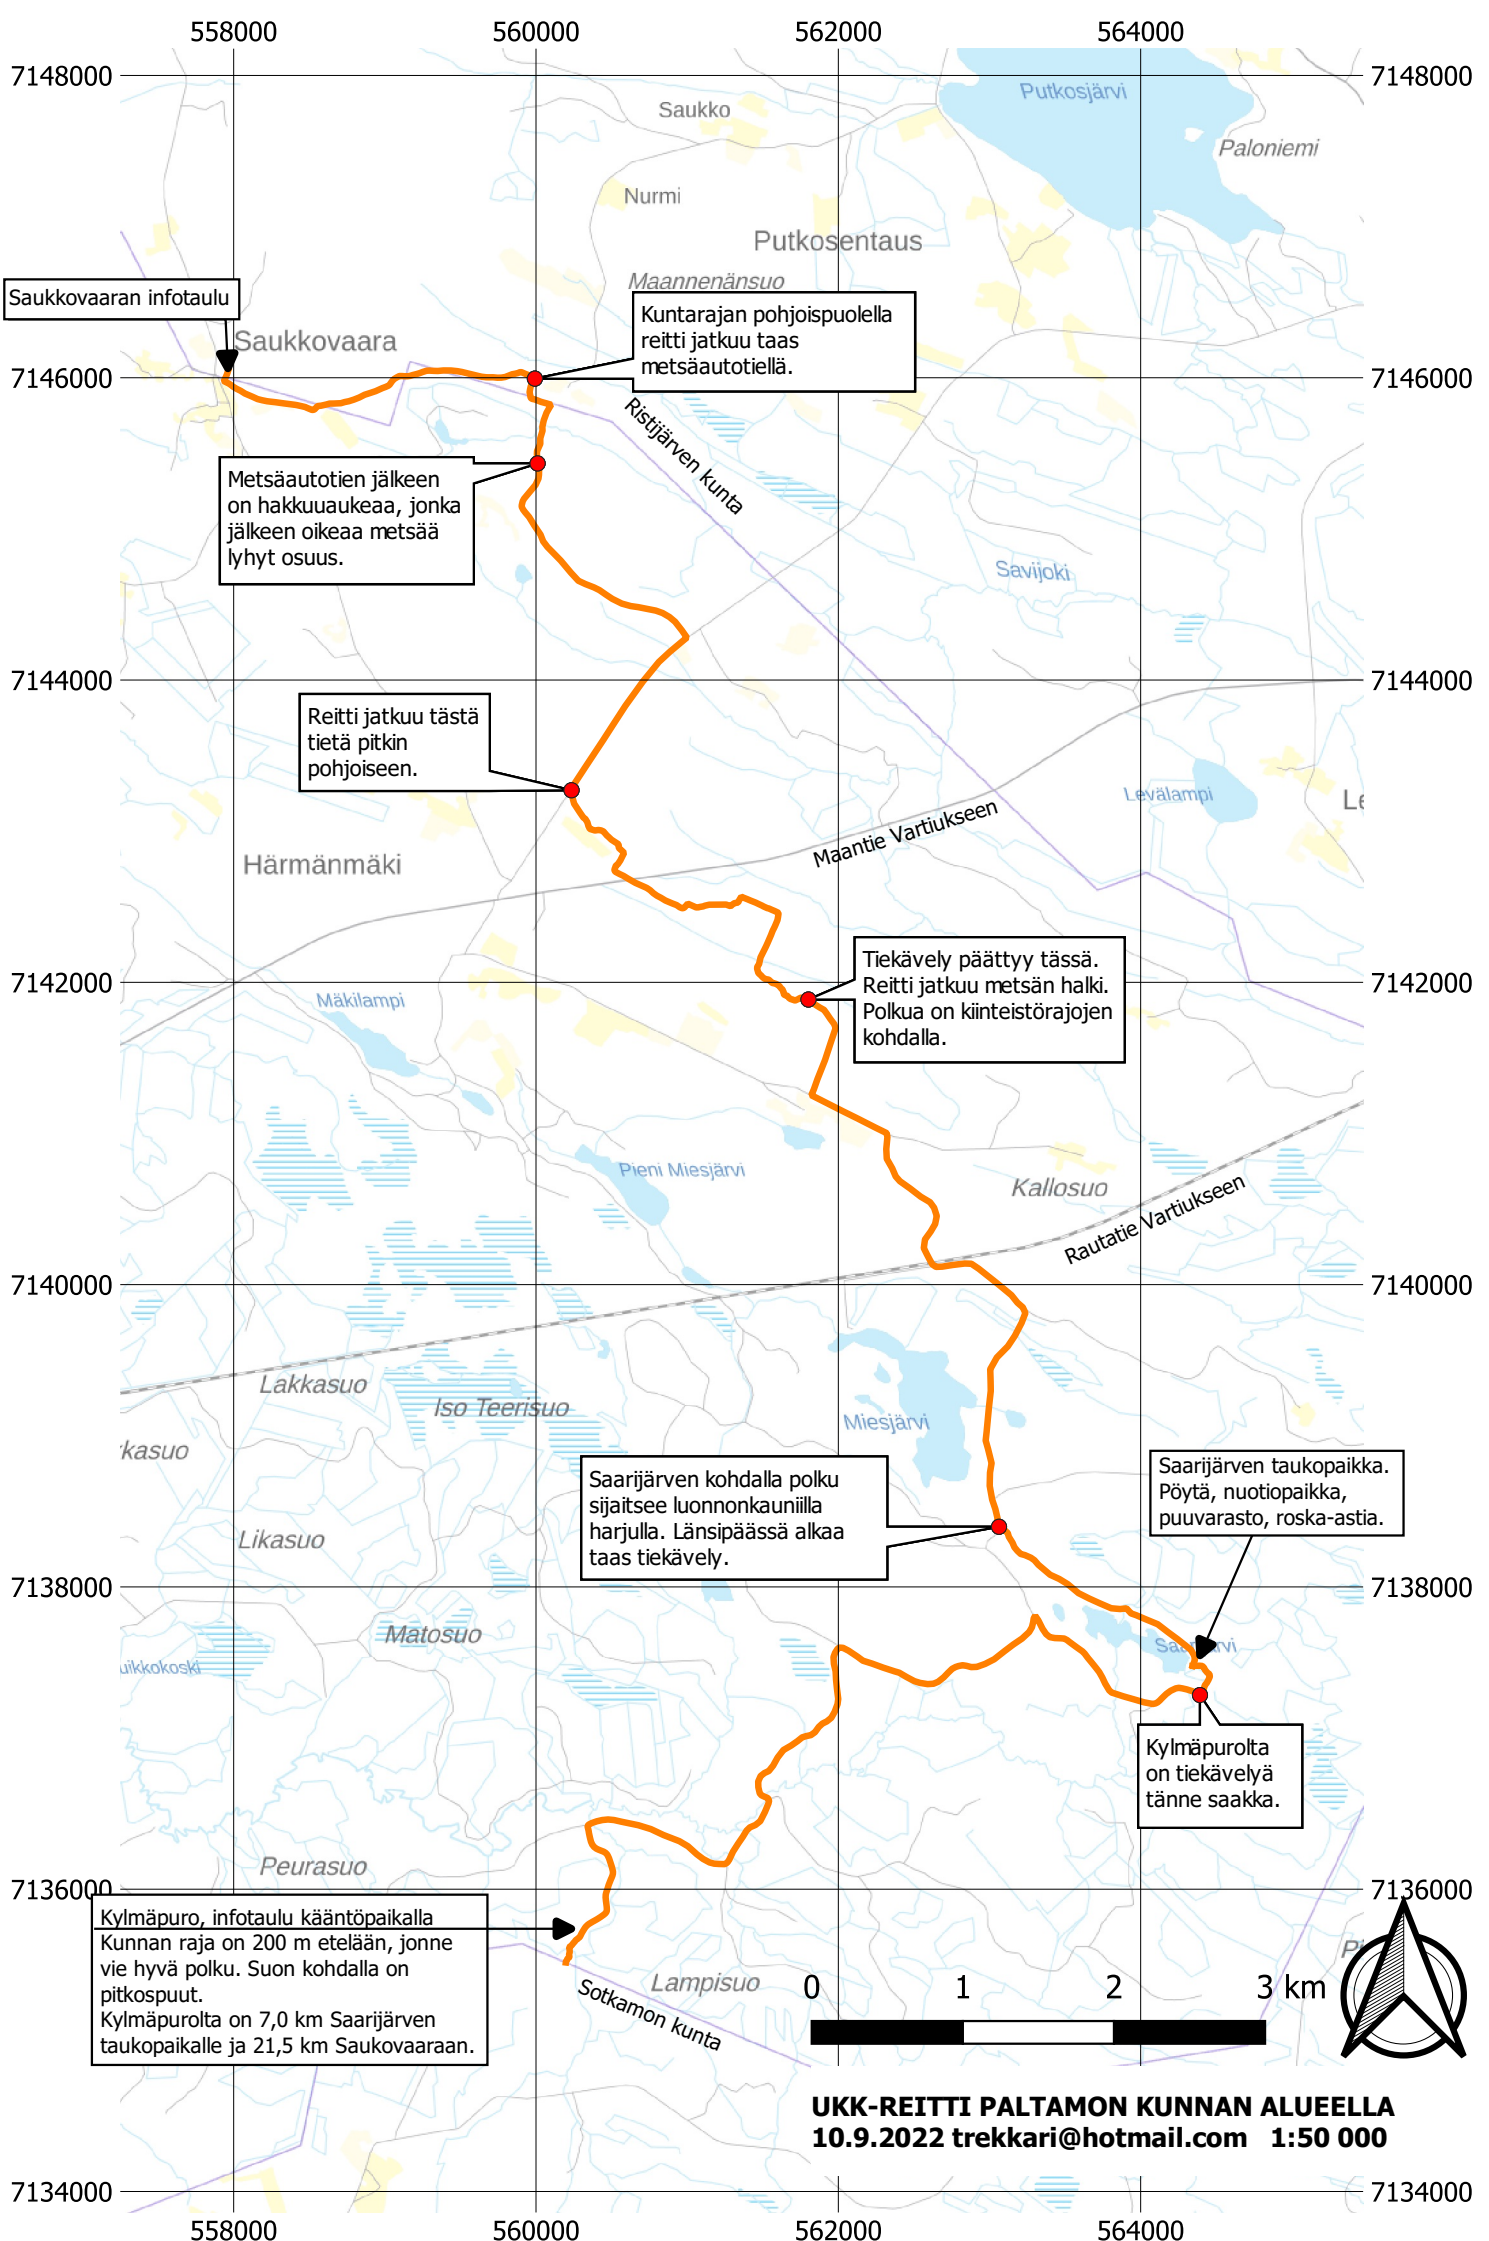 558000 560000 562000 564000
7148000 7148000
Putkosjärvi
Saukko
Paloniemi
Nurmi
Putkosentaus
Maannenänsuo
Saukkovaaran infotaulu
Kuntarajan pohjoispuolella
reitti jatkuu taas
metsäautotiellä.
Saukkovaara
7146000
Ristijärven kunta
Metsäautotien jälkeen
on hakkuuaukeaa, jonka
jälkeen oikeaa metsää
lyhyt osuus.
Savijoki
7144000 7144000
Reitti jatkuu tästä
tietä pitkin
pohjoiseen.
Levälampi
Maantie Vartiukseen
Härmänmäki
7146000
Tiekävely päättyy tässä.
Reitti jatkuu metsän halki.
Polkua on kiinteistörajojen
kohdalla.
7142000 7142000
Mäkilampi
Pieni Miesjärvi
Kallosuo
Rautatie Vartiukseen
7140000 7140000
Lakkasuo
Iso Teerisuo
Miesjärvi
kasuo
Saarijärven kohdalla polku
sijaitsee luonnonkauniilla
harjulla. Länsipäässä alkaa
taas tiekävely.
Saarijärven taukopaikka.
Pöytä, nuotiopaikka,
puuvarasto, roska-astia.
Likasuo
7138000 7138000
Matosuo
uikkokoski
Kylmäpurolta
on tiekävelyä
tänne saakka.
Peurasuo
7136000 7136000
Kylmäpuro, infotaulu kääntöpaikalla
Kunnan raja on 200 m etelään, jonne
vie hyvä polku. Suon kohdalla on
pitkospuut.
Kylmäpurolta on 7,0 km Saarijärven
taukopaikalle ja 21,5 km Saukovaaraan.
Lampisuo
Sotkamon kunta
0 1 2 3 km
UKK-REITTI PALTAMON KUNNAN ALUEELLA
10.9.2022 trekkari@hotmail.com 1:50 000
7134000 7134000
558000 560000 562000 564000